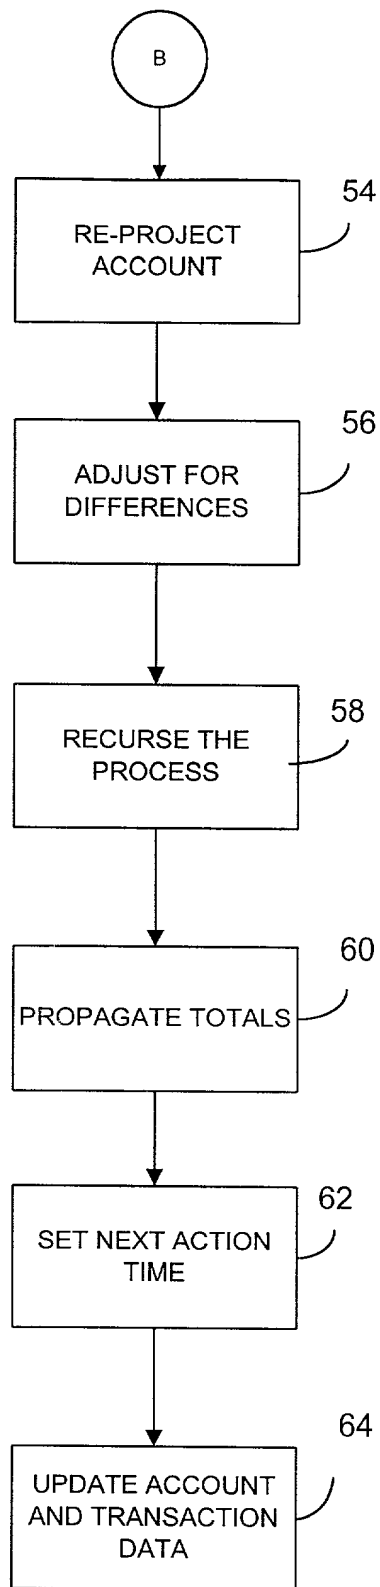 B
54
RE-PROJECT
ACCOUNT
56
ADJUST FOR
DIFFERENCES
58
RECURSE THE
PROCESS
60
PROPAGATE TOTALS
62
SET NEXT ACTION
TIME
64
UPDATE ACCOUNT
AND TRANSACTION
DATA